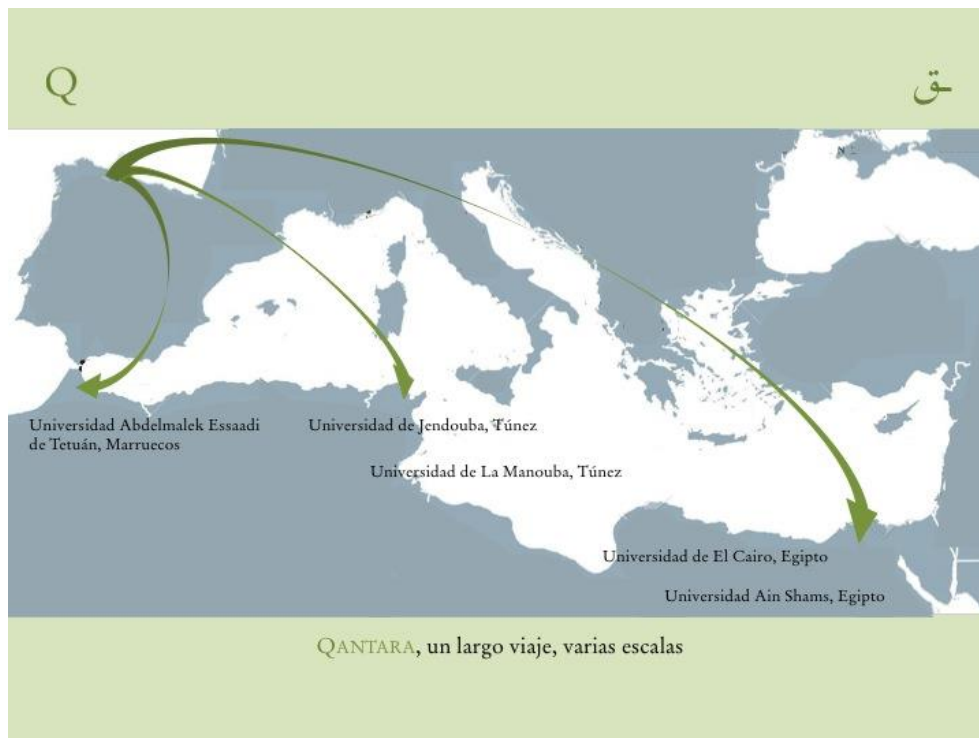 Q
ق
N
Universidad Abdelmalek Essaadi
de Tetuán, Marruecos
Universidad de Jendouba, Túnez
Universidad de La Manouba, Túnez
Universidad de El Cairo, Egipto
Universidad Ain Shams, Egipto
QANTARA, un largo viaje, varias escalas